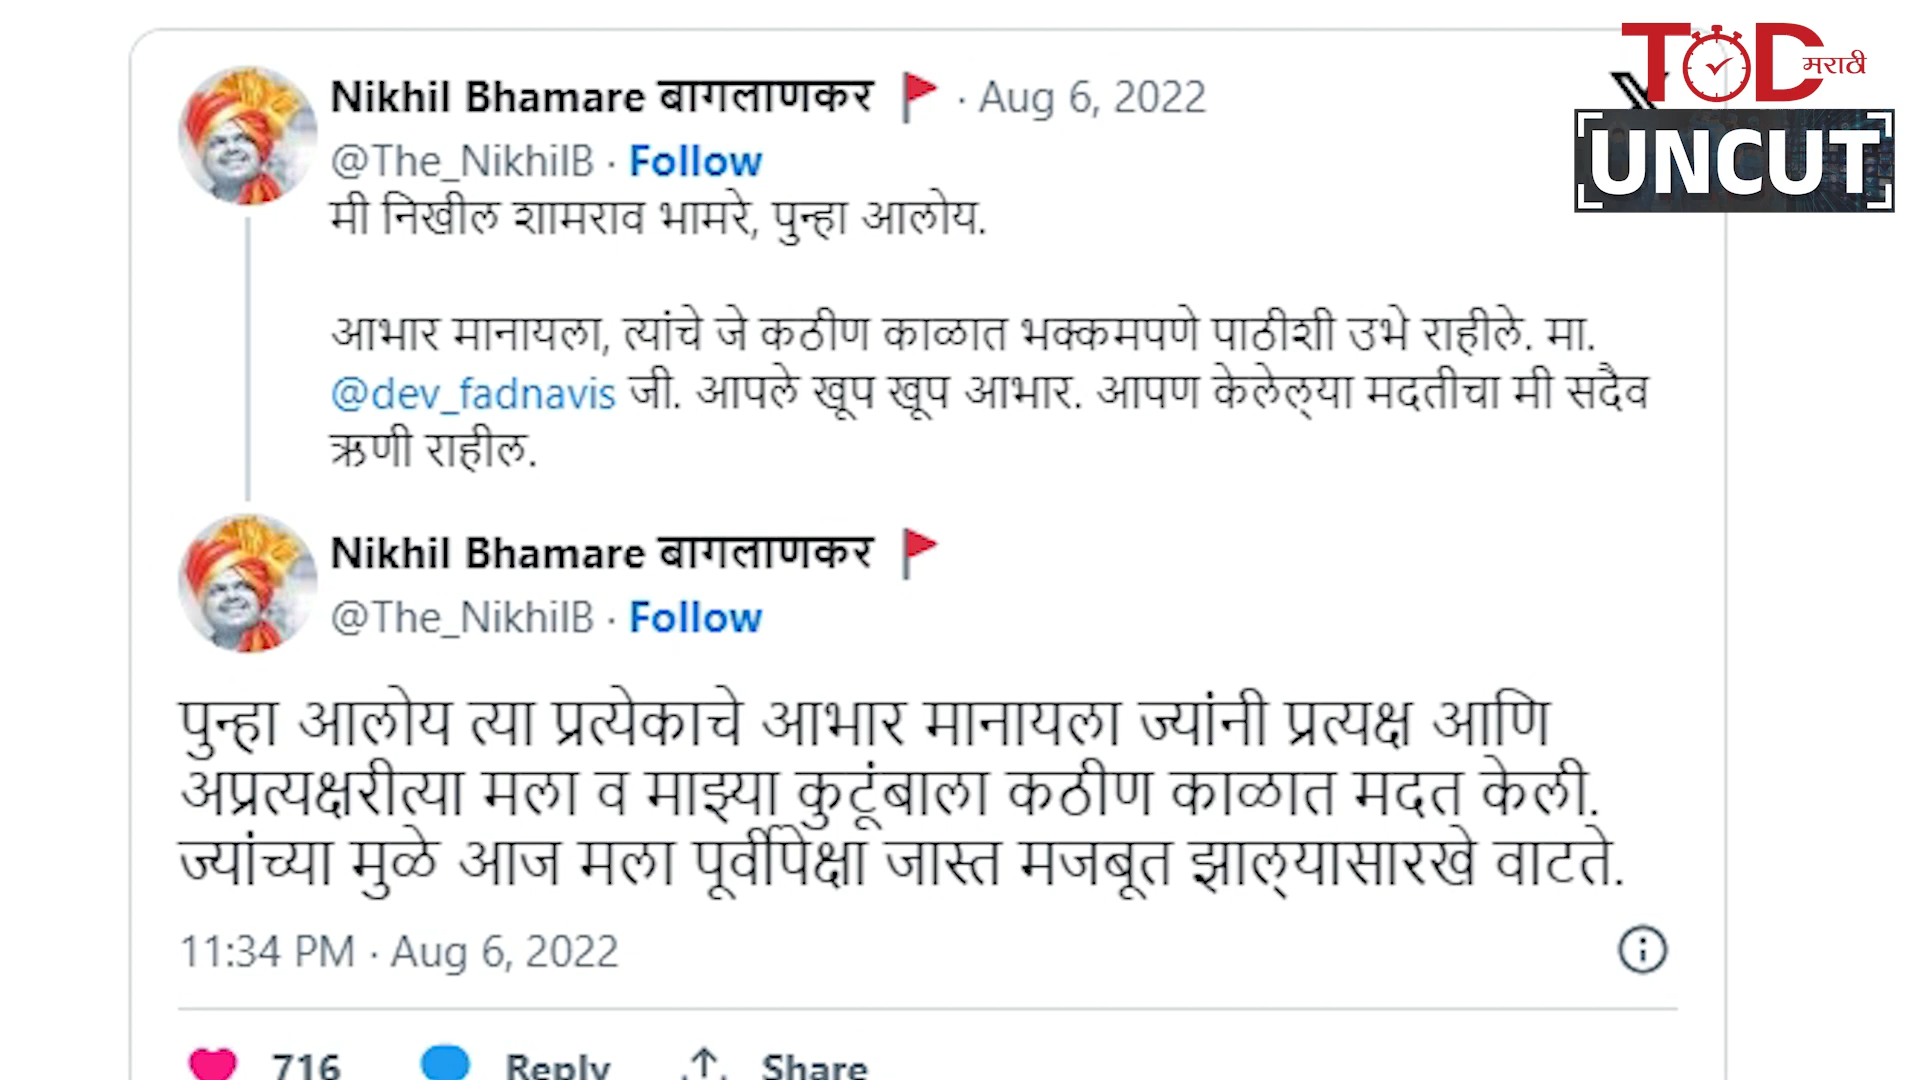 TOD मराठी
UNCUT
Nikhil Bhamare बागलाणकर 🚩 · Aug 6, 2022
@The_NikhilB · Follow
मी निखील शामराव भामरे, पुन्हा आलोय.
आभार मानायला, त्यांचे जे कठीण काळात भक्कमपणे पाठीशी उभे राहीले. मा.
@dev_fadnavis जी. आपले खूप खूप आभार. आपण केलेल्‌या मदतीचा मी सदैव
ऋणी राहील.
Nikhil Bhamare बागलाणकर 🚩
@The_NikhilB · Follow
पुन्हा आलोय त्या प्रत्येकाचे आभार मानायला ज्यांनी प्रत्यक्ष आणि
अप्रत्यक्षरीत्या मला व माझ्या कुटूंबाला कठीण काळात मदत केली.
ज्यांच्या मुळे आज मला पूर्वीपेक्षा जास्त मजबूत झाल्‌यासारखे वाटते.
11:34 PM · Aug 6, 2022
716 Reply Share